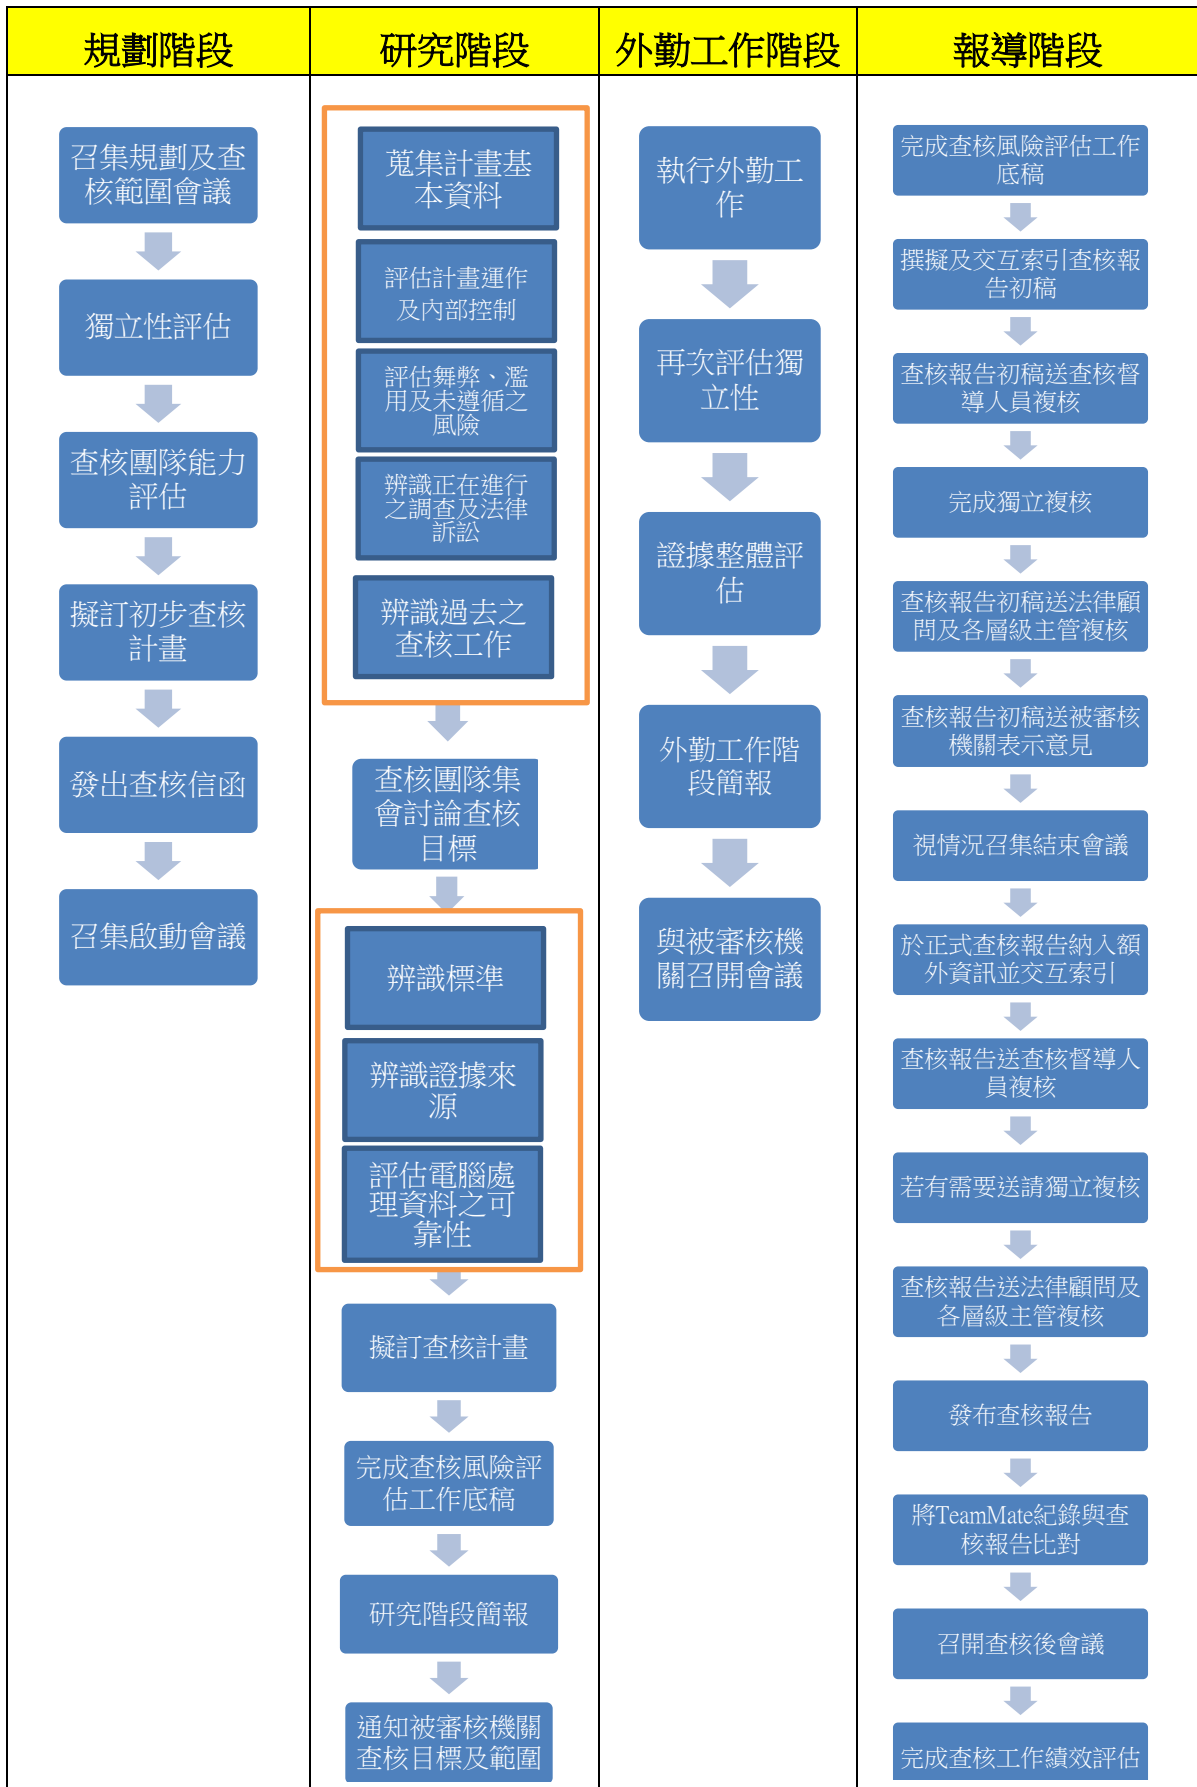 規劃階段
研究階段
外勤工作階段
報導階段
召集規劃及查
核範圍會議
獨立性評估
查核團隊能力
評估
擬訂初步查核
計畫
發出查核信函
召集啟動會議
蒐集計畫基
本資料
評估計畫運作
及內部控制
評估舞弊、濫
用及未遵循之
風險
辨識正在進行
之調查及法律
訴訟
辨識過去之
查核工作
查核團隊集
會討論查核
目標
辨識標準
辨識證據來
源
評估電腦處
理資料之可
靠性
擬訂查核計畫
完成查核風險評
估工作底稿
研究階段簡報
通知被審核機關
查核目標及範圍
執行外勤工
作
再次評估獨
立性
證據整體評
估
外勤工作階
段簡報
與被審核機
關召開會議
完成查核風險評估工作
底稿
撰擬及交互索引查核報
告初稿
查核報告初稿送查核督
導人員複核
完成獨立複核
查核報告初稿送法律顧
問及各層級主管複核
查核報告初稿送被審核
機關表示意見
視情況召集結束會議
於正式查核報告納入額
外資訊並交互索引
查核報告送查核督導人
員複核
若有需要送請獨立複核
查核報告送法律顧問及
各層級主管複核
發布查核報告
將TeamMate紀錄與查
核報告比對
召開查核後會議
完成查核工作績效評估